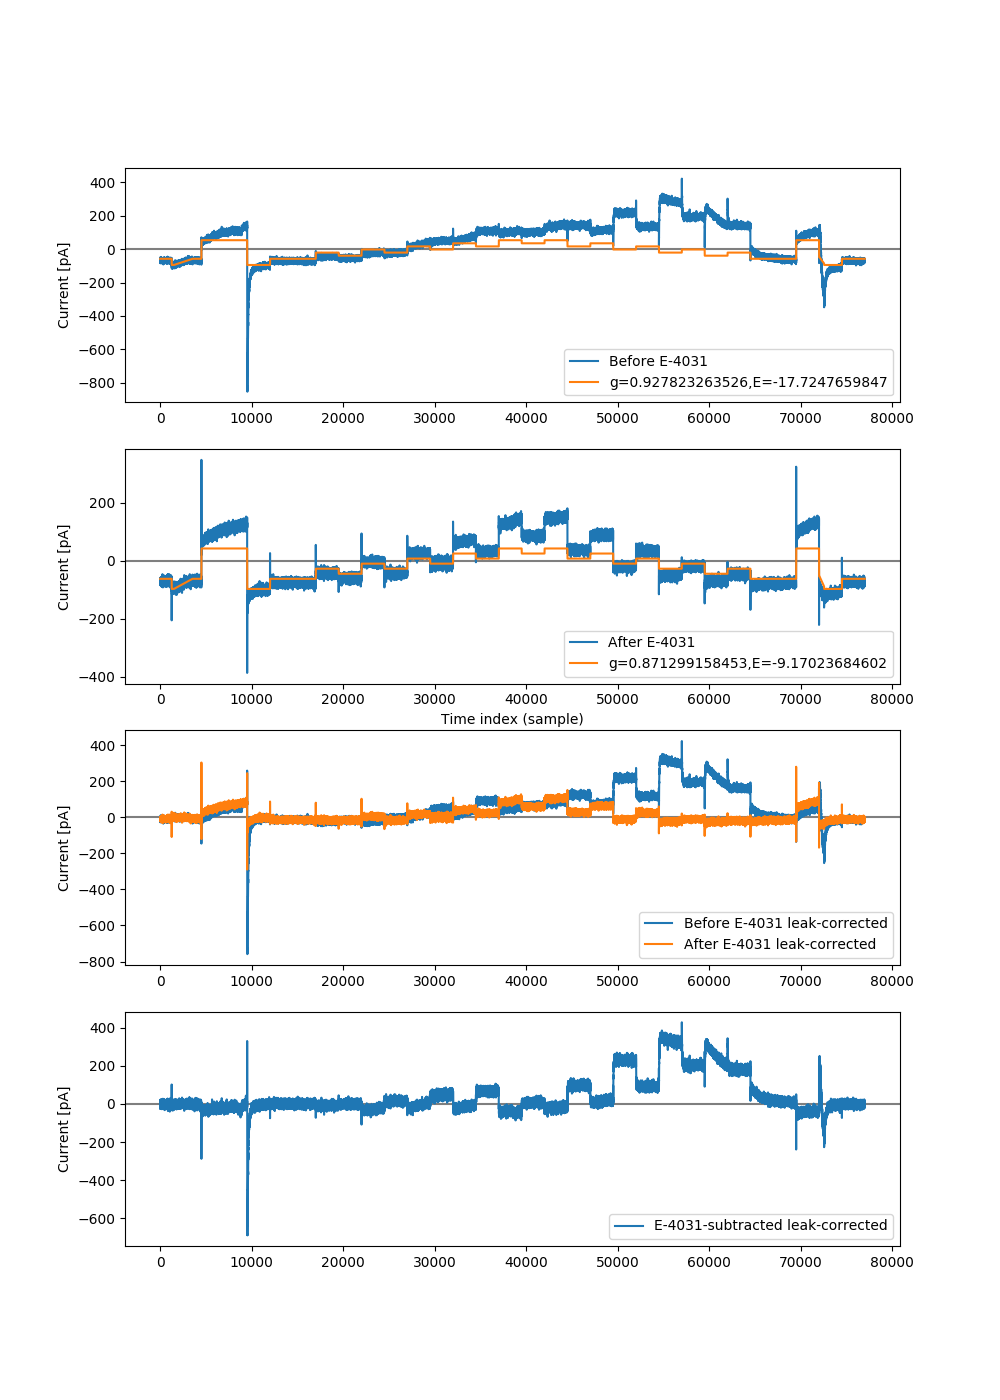 400
200
0
−200
−400
−600
−800
Current [pA]
Before E-4031
g=0.927823263526,E=-17.7247659847
0 10000 20000 30000 40000 50000 60000 70000 80000
200
0
−200
−400
Current [pA]
After E-4031
g=0.871299158453,E=-9.17023684602
0 10000 20000 30000 40000 50000 60000 70000 80000
Time index (sample)
400
200
0
−200
−400
−600
−800
Current [pA]
Before E-4031 leak-corrected
After E-4031 leak-corrected
0 10000 20000 30000 40000 50000 60000 70000 80000
400
200
0
−200
−400
−600
Current [pA]
E-4031-subtracted leak-corrected
0 10000 20000 30000 40000 50000 60000 70000 80000